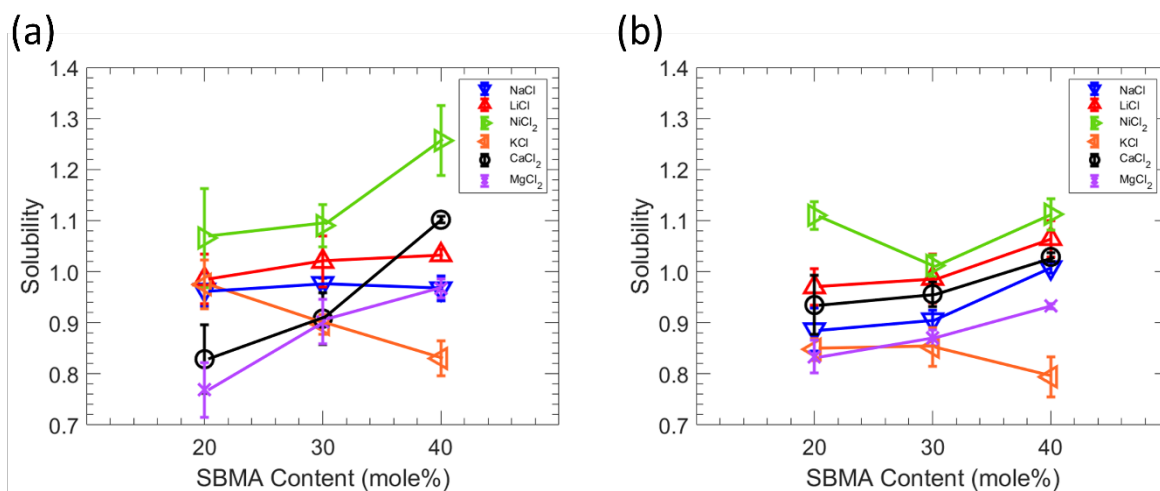 (a)
1.4
1.3
1.2
1.1
1.0
0.9
0.8
0.7
Solubility
20
30
40
SBMA Content (mole%)
NaCl
LiCl
NiCl₂
KCl
CaCl₂
MgCl₂
(b)
1.4
1.3
1.2
1.1
1.0
0.9
0.8
0.7
Solubility
20
30
40
SBMA Content (mole%)
NaCl
LiCl
NiCl₂
KCl
CaCl₂
MgCl₂